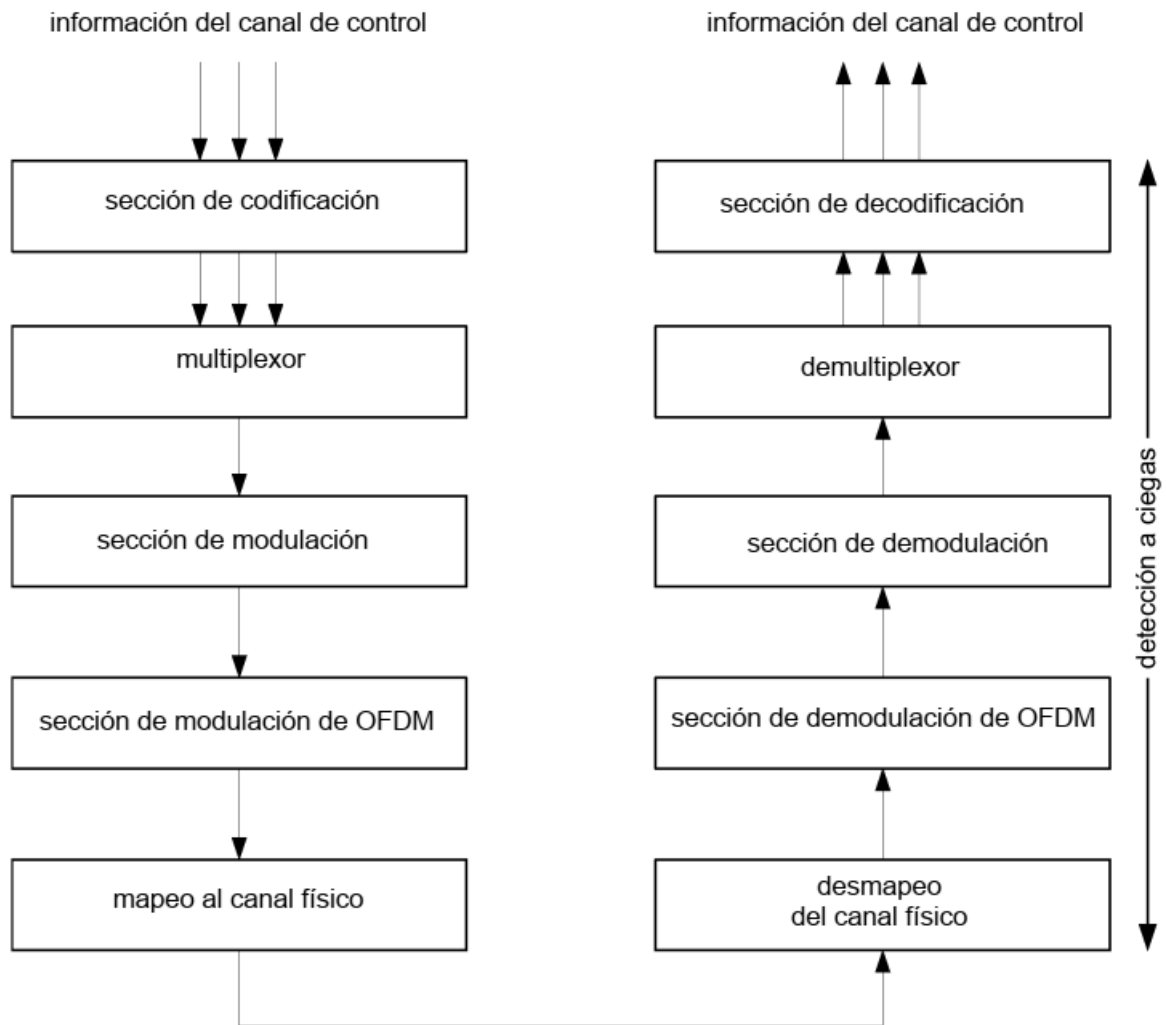 información del canal de control
sección de codificación
multiplexor
sección de modulación
sección de modulación de OFDM
mapeo al canal físico
información del canal de control
sección de decodificación
demultiplexor
sección de demodulación
sección de demodulación de OFDM
desmapeo
del canal físico
detección a ciegas